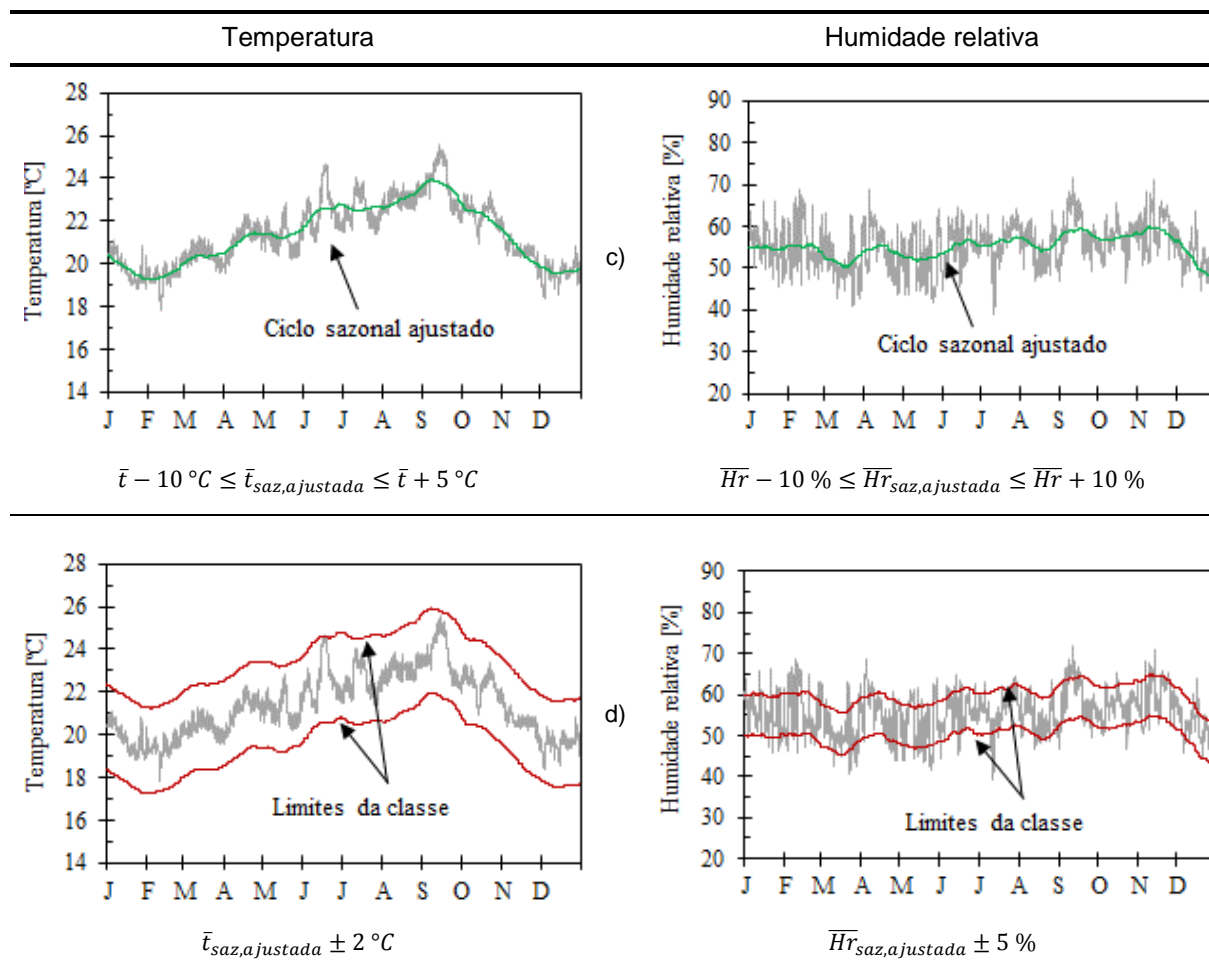 Temperatura Humidade relativa
28
26
24
22
20
18
16
14
Temperatura [ºC]
Ciclo sazonal ajustado
J F M A M J J A S O N D
c)
90
80
70
60
50
40
30
20
Humidade relativa [%]
Ciclo sazonal ajustado
J F M A M J J A S O N D
t̄ − 10 °C ≤ t̄saz,ajustada ≤ t̄ + 5 °C
H̅r̅ − 10 % ≤ H̅r̅saz,ajustada ≤ H̅r̅ + 10 %
28
26
24
22
20
18
16
14
Temperatura [ºC]
Limites da classe
J F M A M J J A S O N D
d)
90
80
70
60
50
40
30
20
Humidade relativa [%]
Limites da classe
J F M A M J J A S O N D
t̄saz,ajustada ± 2 °C
H̅r̅saz,ajustada ± 5 %